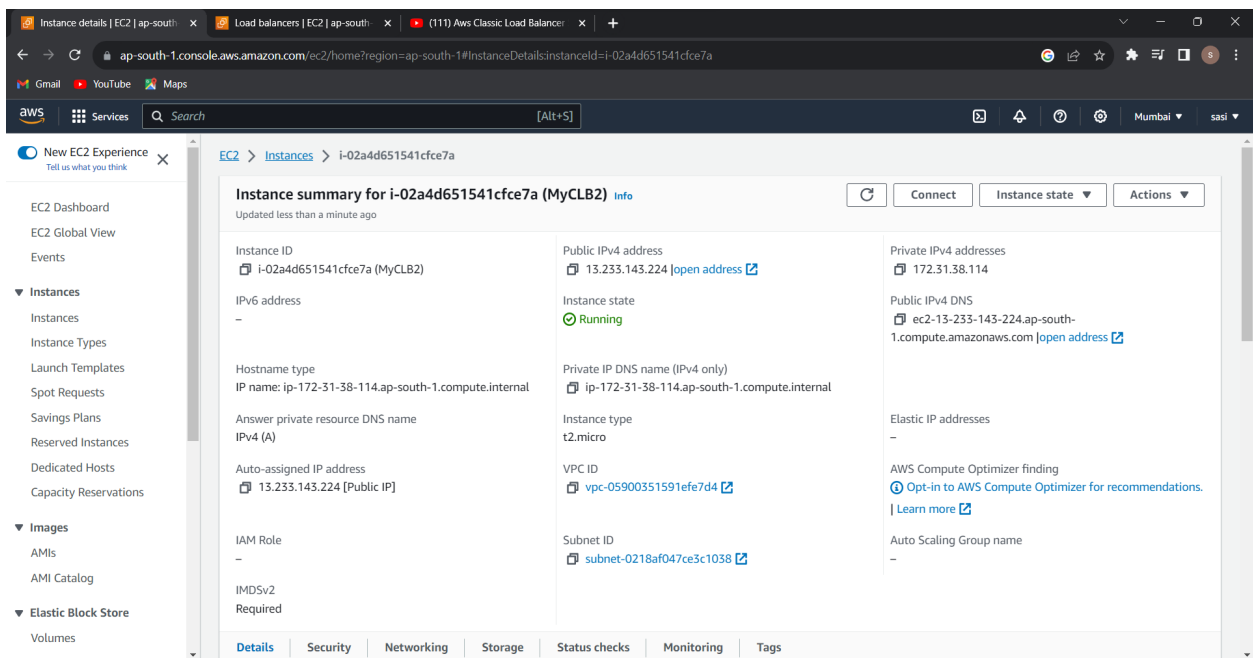 Instance details | EC2 | ap-south
Load balancers | EC2 | ap-south-
(111) Aws Classic Load Balancer
ap-south-1.console.aws.amazon.com/ec2/home?region=ap-south-1#InstanceDetails:instanceId=i-02a4d651541cfce7a
Gmail YouTube Maps
aws Services Search [Alt+S] Mumbai ▼ sasi ▼
New EC2 Experience
Tell us what you think
EC2 Dashboard
EC2 Global View
Events
Instances
Instances
Instance Types
Launch Templates
Spot Requests
Savings Plans
Reserved Instances
Dedicated Hosts
Capacity Reservations
Images
AMIs
AMI Catalog
Elastic Block Store
Volumes
EC2 > Instances > i-02a4d651541cfce7a
Instance summary for i-02a4d651541cfce7a (MyCLB2) Info
Updated less than a minute ago
Connect Instance state ▼ Actions ▼
Instance ID
i-02a4d651541cfce7a (MyCLB2)
Public IPv4 address
13.233.143.224 |open address
Private IPv4 addresses
172.31.38.114
IPv6 address
–
Instance state
Running
Public IPv4 DNS
ec2-13-233-143-224.ap-south-
1.compute.amazonaws.com |open address
Hostname type
IP name: ip-172-31-38-114.ap-south-1.compute.internal
Private IP DNS name (IPv4 only)
ip-172-31-38-114.ap-south-1.compute.internal
Answer private resource DNS name
IPv4 (A)
Instance type
t2.micro
Elastic IP addresses
–
Auto-assigned IP address
13.233.143.224 [Public IP]
VPC ID
vpc-05900351591efe7d4
AWS Compute Optimizer finding
Opt-in to AWS Compute Optimizer for recommendations.
| Learn more
IAM Role
–
Subnet ID
subnet-0218af047ce3c1038
Auto Scaling Group name
–
IMDSv2
Required
Details Security Networking Storage Status checks Monitoring Tags